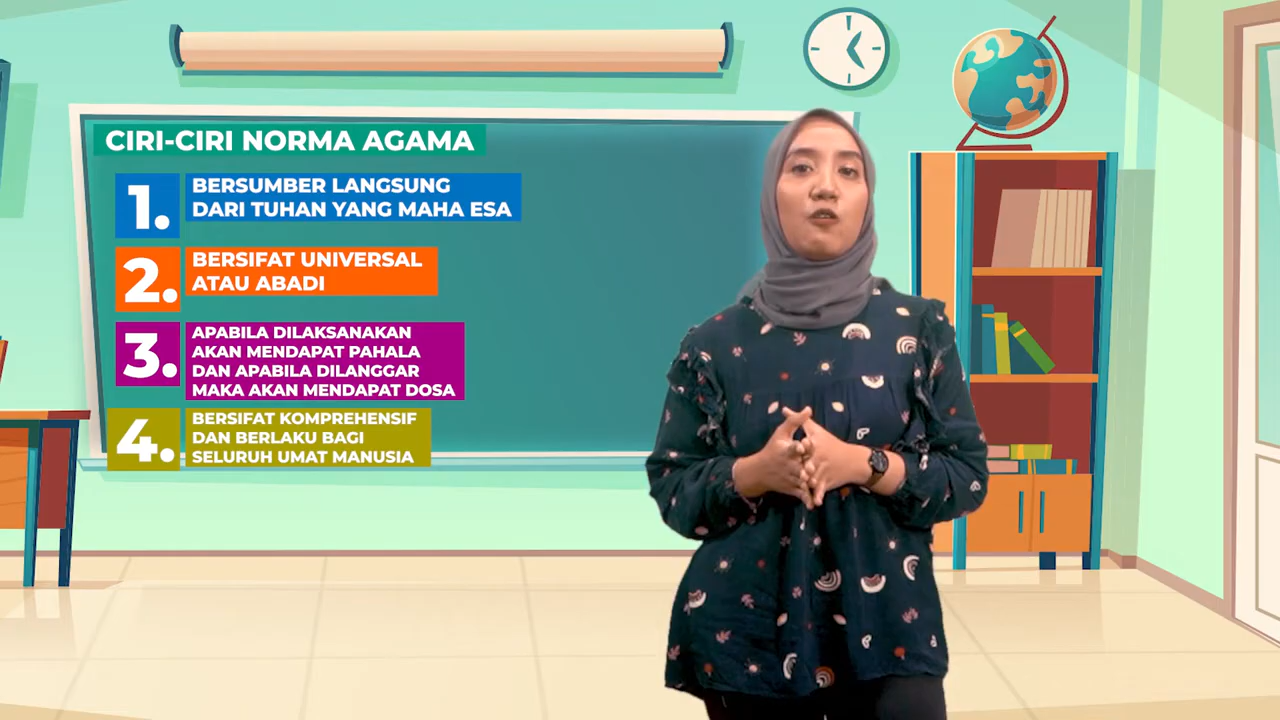 CIRI-CIRI NORMA AGAMA
1.
BERSUMBER LANGSUNG
DARI TUHAN YANG MAHA ESA
2.
BERSIFAT UNIVERSAL
ATAU ABADI
3.
APABILA DILAKSANAKAN
AKAN MENDAPAT PAHALA
DAN APABILA DILANGGAR
MAKA AKAN MENDAPAT DOSA
4.
BERSIFAT KOMPREHENSIF
DAN BERLAKU BAGI
SELURUH UMAT MANUSIA